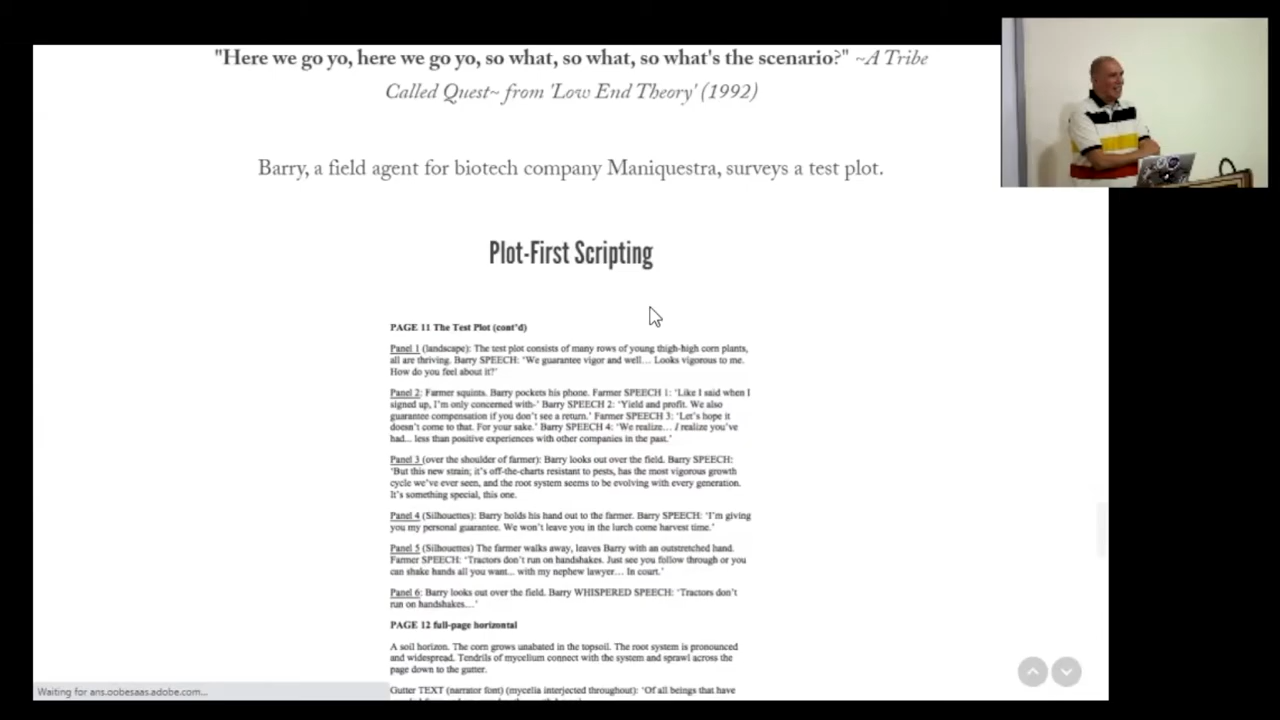 "Here we go yo, here we go yo, so what, so what, so what's the scenario?" ~A Tribe
Called Quest~ from 'Low End Theory' (1992)
Barry, a field agent for biotech company Maniquestra, surveys a test plot.
Plot-First Scripting
PAGE 11 The Test Plot (cont'd)
Panel 1 (landscape): The test plot consists of many rows of young thigh-high corn plants,
all are thriving. Barry SPEECH: 'We guarantee vigor and well... Looks vigorous to me.
How do you feel about it?'
Panel 2: Farmer squints. Barry pockets his phone. Farmer SPEECH 1: 'Like I said when I
signed up, I'm only concerned with-' Barry SPEECH 2: 'Yield and profit. We also
guarantee compensation if you don't see a return.' Farmer SPEECH 3: 'Let's hope it
doesn't come to that. For your sake.' Barry SPEECH 4: 'We realize... I realize you've
had... less than positive experiences with other companies in the past.'
Panel 3 (over the shoulder of farmer): Barry looks out over the field. Barry SPEECH:
'But this new strain; it's off-the-charts resistant to pests, has the most vigorous growth
cycle we've ever seen, and the root system seems to be evolving with every generation.
It's something special, this one.
Panel 4 (Silhouettes): Barry holds his hand out to the farmer. Barry SPEECH: 'I'm giving
you my personal guarantee. We won't leave you in the lurch come harvest time.'
Panel 5 (Silhouettes) The farmer walks away, leaves Barry with an outstretched hand.
Farmer SPEECH: 'Tractors don't run on handshakes. Just see you follow through or you
can shake hands all you want... with my nephew lawyer... In court.'
Panel 6: Barry looks out over the field. Barry WHISPERED SPEECH: 'Tractors don't
run on handshakes...'
PAGE 12 full-page horizontal
A soil horizon. The corn grows unabated in the topsoil. The root system is pronounced
and widespread. Tendrils of mycelium connect with the system and sprawl across the
page down to the gutter.
Gutter TEXT (narrator font) (mycelia interjected throughout): 'Of all beings that have
Waiting for ans.oobesaas.adobe.com...